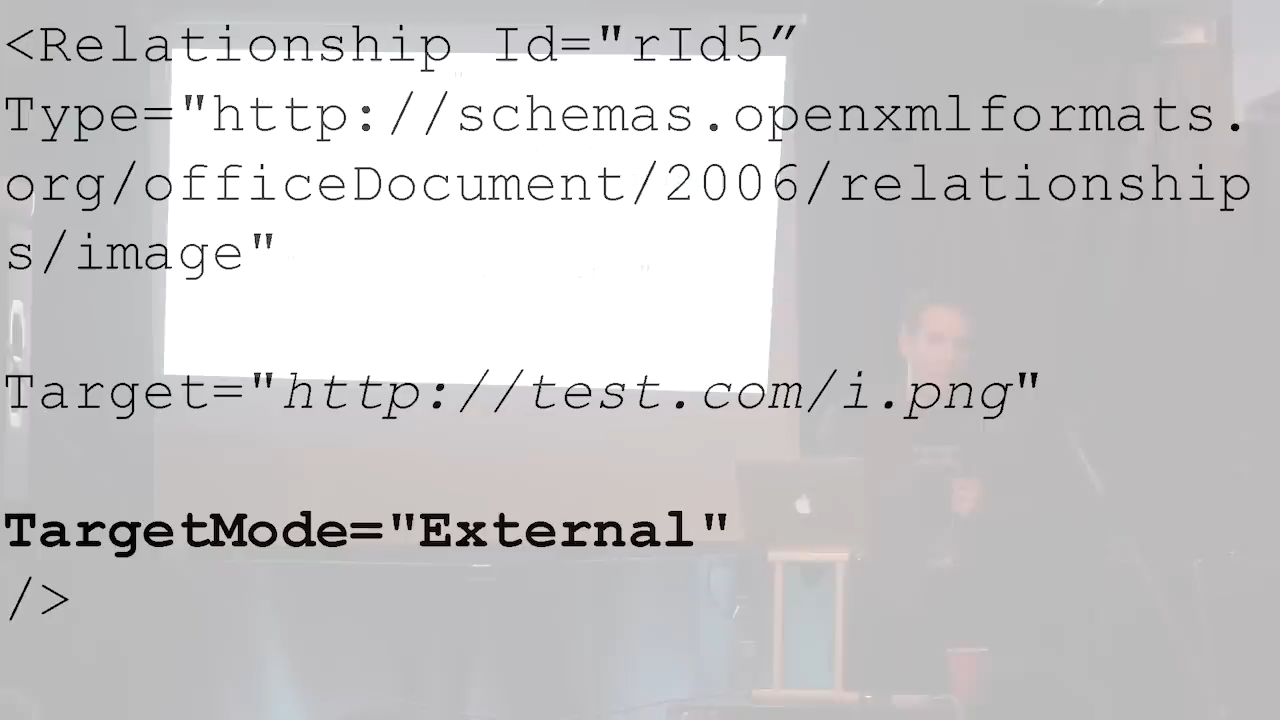 <Relationship Id="rId5”
Type="http://schemas.openxmlformats.
org/officeDocument/2006/relationship
s/image"
Target="http://test.com/i.png"
TargetMode="External"
/>